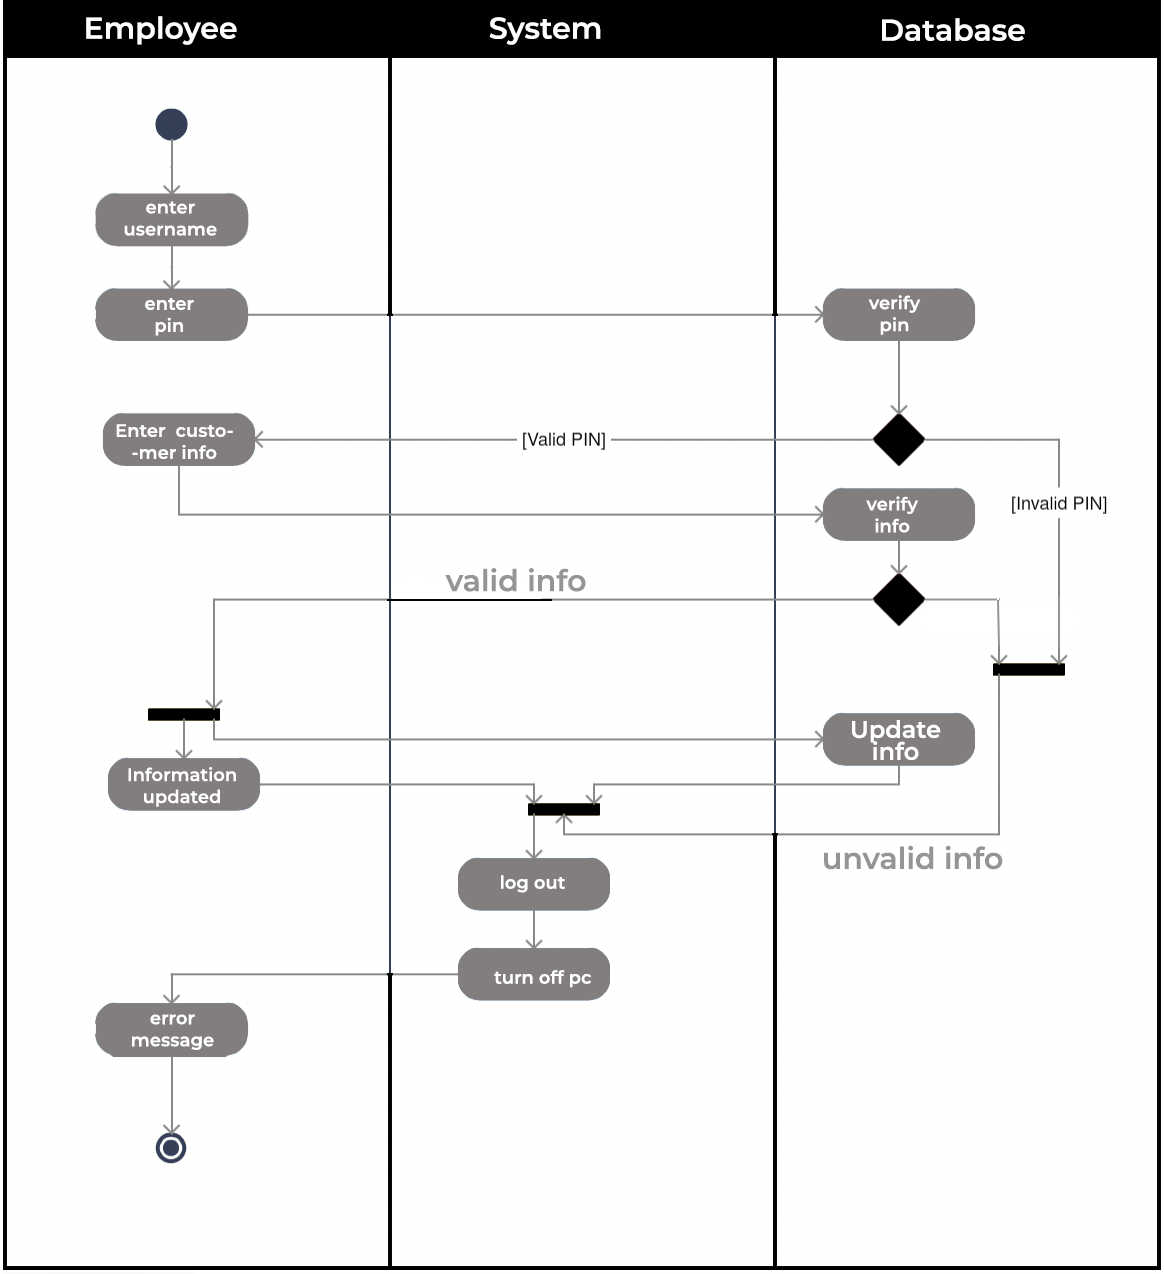 Employee
System
Database
enter
username
enter
pin
verify
pin
Enter custo-
-mer info
[Valid PIN]
verify
info
[Invalid PIN]
valid info
Information
updated
Update
info
unvalid info
log out
turn off pc
error
message